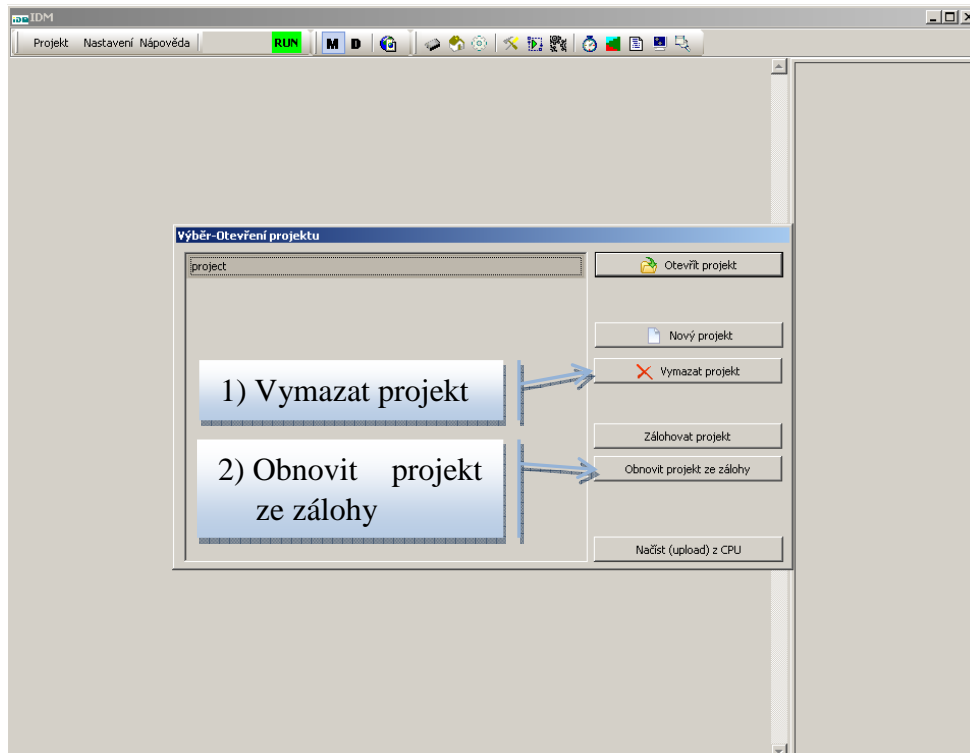 IDM
Projekt Nastavení Nápověda RUN M D
Výběr-Otevření projektu
project
Otevřít projekt
Nový projekt
Vymazat projekt
1) Vymazat projekt
Zálohovat projekt
2) Obnovit projekt
ze zálohy
Obnovit projekt ze zálohy
Načíst (upload) z CPU